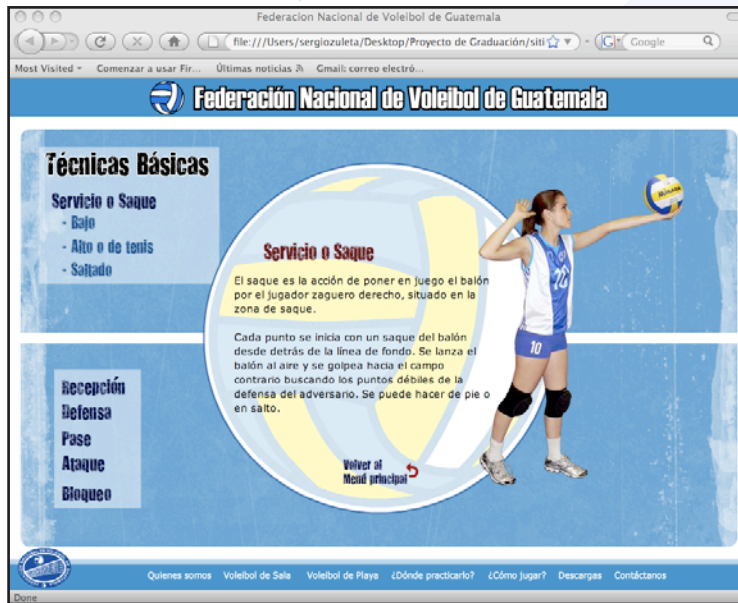 Federacion Nacional de Voleibol de Guatemala
file:///Users/sergiozuleta/Desktop/Proyecto de Graduación/siti
Google
Most Visited
Comenzar a usar Fir...
Últimas noticias
Gmail: correo electró...
Federación Nacional de Voleibol de Guatemala
Técnicas Básicas
Servicio o Saque
- Bajo
- Alto o de tenis
- Saltado
Recepción
Defensa
Pase
Ataque
Bloqueo
Servicio o Saque
El saque es la acción de poner en juego el balón
por el jugador zaguero derecho, situado en la
zona de saque.
Cada punto se inicia con un saque del balón
desde detrás de la línea de fondo. Se lanza el
balón al aire y se golpea hacia el campo
contrario buscando los puntos débiles de la
defensa del adversario. Se puede hacer de pie o
en salto.
Volver al
Menú principal
10
10
Quienes somos
Voleibol de Sala
Voleibol de Playa
¿Dónde practicarlo?
¿Cómo jugar?
Descargas
Contáctanos
Done